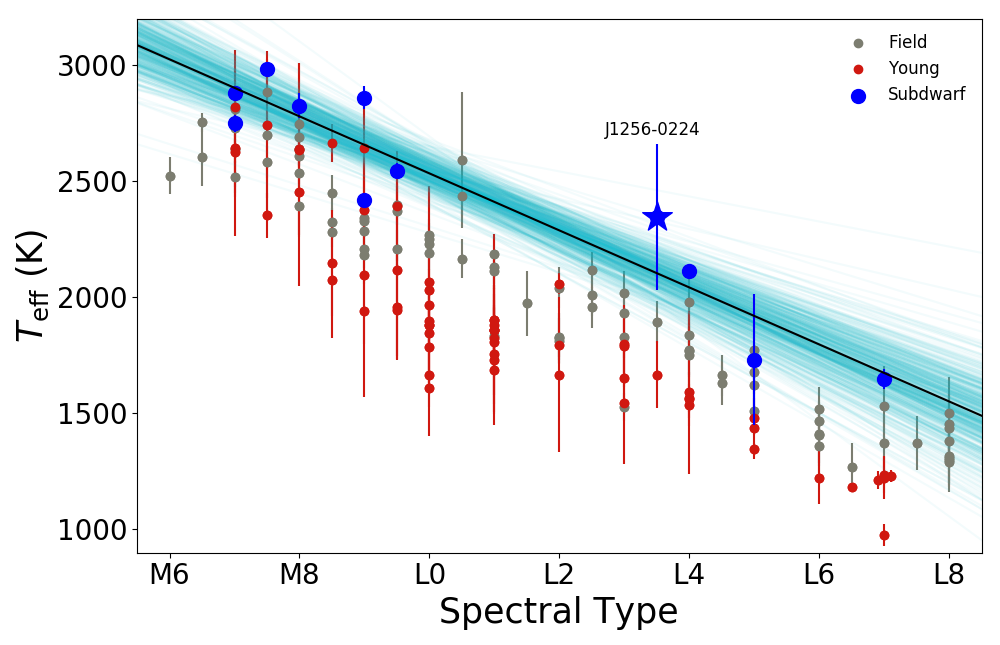 3000
2500
2000
1500
1000
T_eff (K)
J1256-0224
Field
Young
Subdwarf
M6 M8 L0 L2 L4 L6 L8
Spectral Type